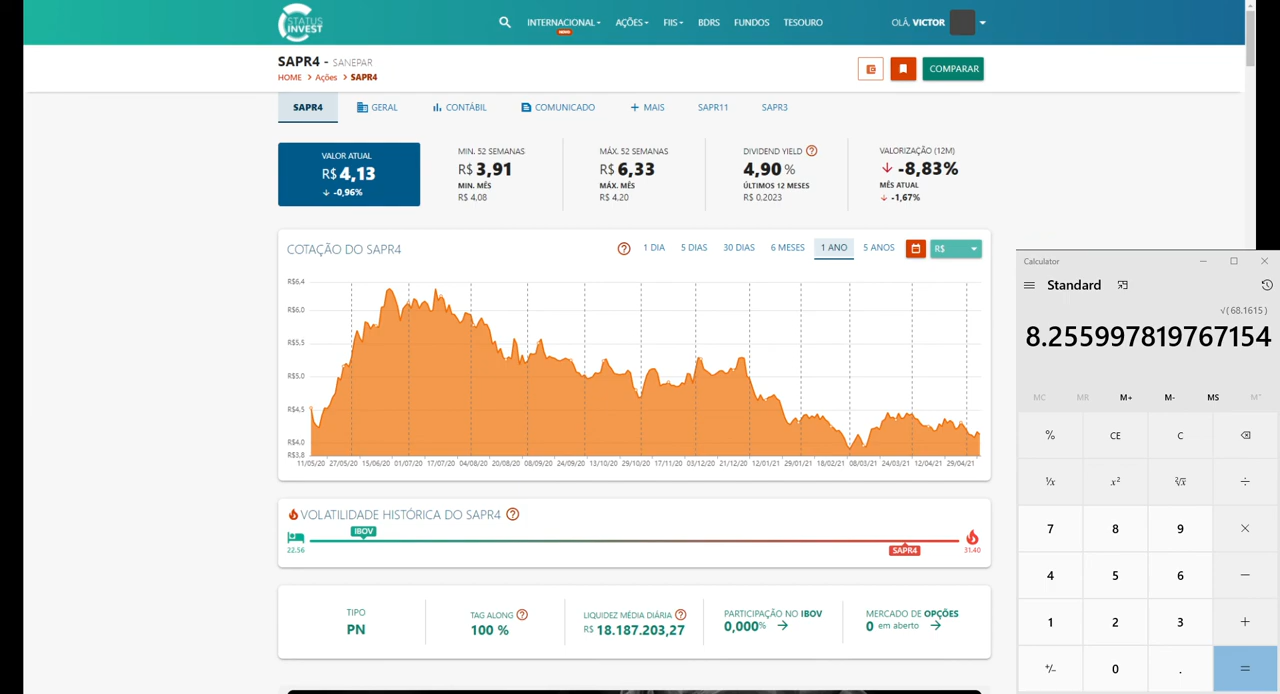 STATUS INVEST
INTERNACIONAL AÇÕES FIIS BDRS FUNDOS TESOURO OLÁ, VICTOR
NOVO
SAPR4 - SANEPAR
HOME > Ações > SAPR4
COMPARAR
SAPR4 GERAL CONTÁBIL COMUNICADO + MAIS SAPR11 SAPR3
VALOR ATUAL
R$ 4,13
↓ -0,96%
MIN. 52 SEMANAS
R$ 3,91
MIN. MÊS
R$ 4.08
MÁX. 52 SEMANAS
R$ 6,33
MÁX. MÊS
R$ 4.20
DIVIDEND YIELD ?
4,90 %
ÚLTIMOS 12 MESES
R$ 0.2023
VALORIZAÇÃO (12M)
↓ -8,83%
MÊS ATUAL
↓ -1,67%
COTAÇÃO DO SAPR4 ? 1 DIA 5 DIAS 30 DIAS 6 MESES 1 ANO 5 ANOS R$
R$6,4
R$6.0
R$5.5
R$5.0
R$4.5
R$4.0
R$3,8
11/05/20 27/05/20 15/06/20 01/07/20 17/07/20 04/08/20 20/08/20 08/09/20 24/09/20 13/10/20 29/10/20 17/11/20 03/12/20 21/12/20 12/01/21 29/01/21 18/02/21 08/03/21 24/03/21 12/04/21 29/04/21
VOLATILIDADE HISTÓRICA DO SAPR4 ?
IBOV
22.56
SAPR4
31.40
TIPO
PN
TAG ALONG ?
100 %
LIQUIDEZ MÉDIA DIÁRIA ?
R$ 18.187.203,27
PARTICIPAÇÃO NO IBOV
0,000% →
MERCADO DE OPÇÕES
0 em aberto →
Calculator
Standard
√( 68.1615 )
8.255997819767154
MC MR M+ M- MS M˅
% CE C ⌫
¹/x x² ²√x ÷
7 8 9 ×
4 5 6 −
1 2 3 +
+/- 0 . =